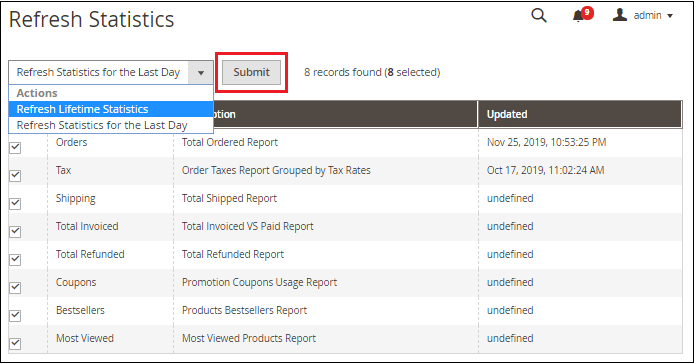 Refresh Statistics
9
admin
Refresh Statistics for the Last Day
Submit
8 records found (8 selected)
Actions
Refresh Lifetime Statistics
Refresh Statistics for the Last Day
Updated
Orders Total Ordered Report Nov 25, 2019, 10:53:25 PM
Tax Order Taxes Report Grouped by Tax Rates Oct 17, 2019, 11:02:24 AM
Shipping Total Shipped Report undefined
Total Invoiced Total Invoiced VS Paid Report undefined
Total Refunded Total Refunded Report undefined
Coupons Promotion Coupons Usage Report undefined
Bestsellers Products Bestsellers Report undefined
Most Viewed Most Viewed Products Report undefined